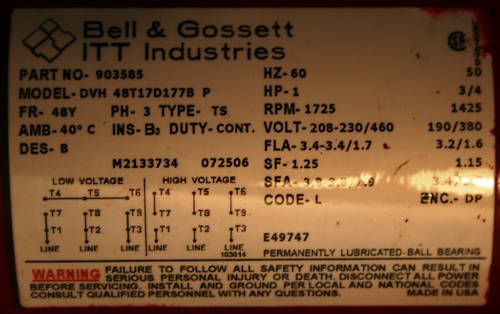 Bell & Gossett
ITT Industries
PART NO- 903585
MODEL- DVH 48T17D177B P
FR- 48Y PH- 3 TYPE- TS
AMB-40° C INS-B3 DUTY-CONT.
DES- B
M2133734 072506
HZ-60 50
HP-1 3/4
RPM-1725 1425
VOLT-208-230/460 190/380
FLA-3.4-3.4/1.7 3.2/1.6
SF-1.25 1.15
SFA-
CODE-L ENC.- DP
E49747
PERMANENTLY LUBRICATED-BALL BEARING
LOW VOLTAGE HIGH VOLTAGE
T4 T5 T6 T4 T5 T6
T7 T8 T9 T7 T8 T9
T1 T2 T3 T1 T2 T3
LINE LINE LINE LINE LINE LINE
103014
WARNING FAILURE TO FOLLOW ALL SAFETY INFORMATION CAN RESULT IN
SERIOUS PERSONAL INJURY OR DEATH. DISCONNECT ALL POWER
BEFORE SERVICING. INSTALL AND GROUND PER LOCAL AND NATIONAL CODES
CONSULT QUALIFIED PERSONNEL WITH ANY QUESTIONS. MADE IN USA